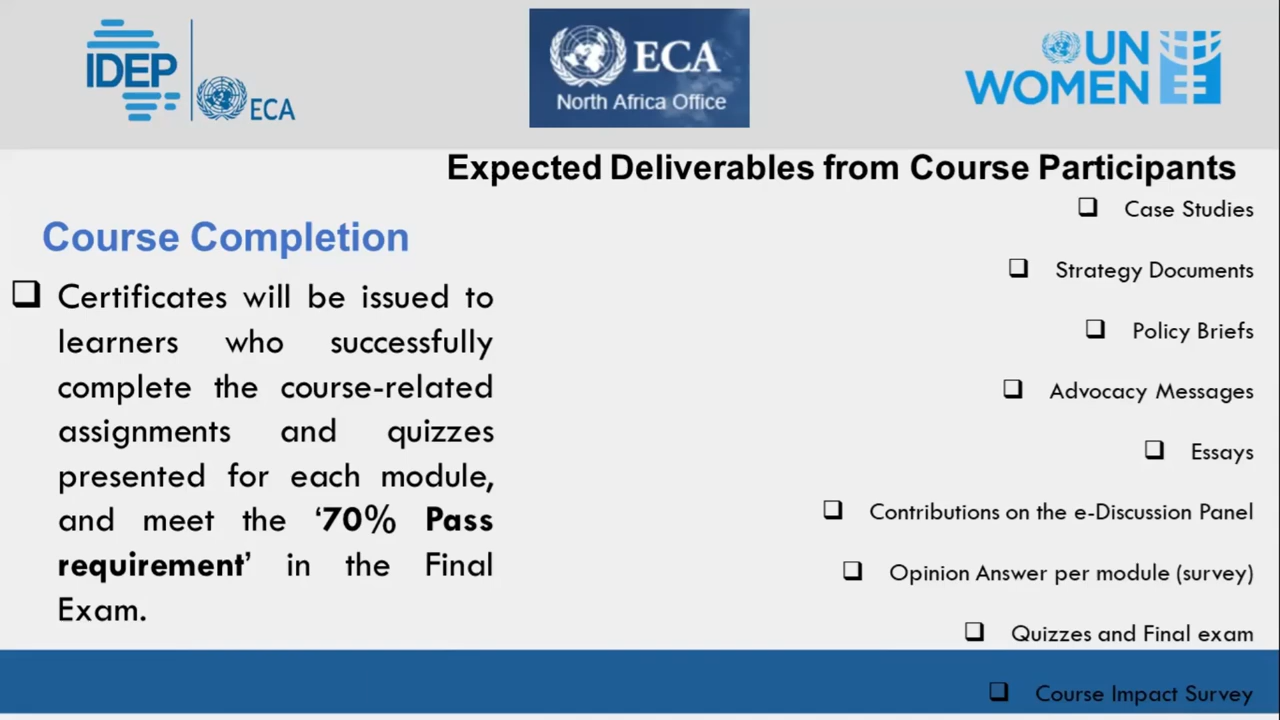 IDEP
ECA
ECA
North Africa Office
UN
WOMEN
Expected Deliverables from Course Participants
Course Completion
❑ Certificates will be issued to
learners who successfully
complete the course-related
assignments and quizzes
presented for each module,
and meet the ‘70% Pass
requirement’ in the Final
Exam.
❑ Case Studies
❑ Strategy Documents
❑ Policy Briefs
❑ Advocacy Messages
❑ Essays
❑ Contributions on the e-Discussion Panel
❑ Opinion Answer per module (survey)
❑ Quizzes and Final exam
❑ Course Impact Survey